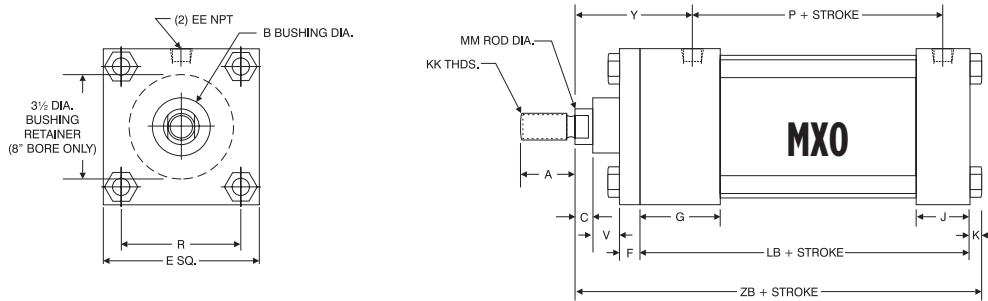 (2) EE NPT
B BUSHING DIA.
3½ DIA.
BUSHING
RETAINER
(8" BORE ONLY)
R
E SQ.
Y
P + STROKE
MM ROD DIA.
KK THDS.
MXO
A
C
G
J
K
V
F
LB + STROKE
ZB + STROKE